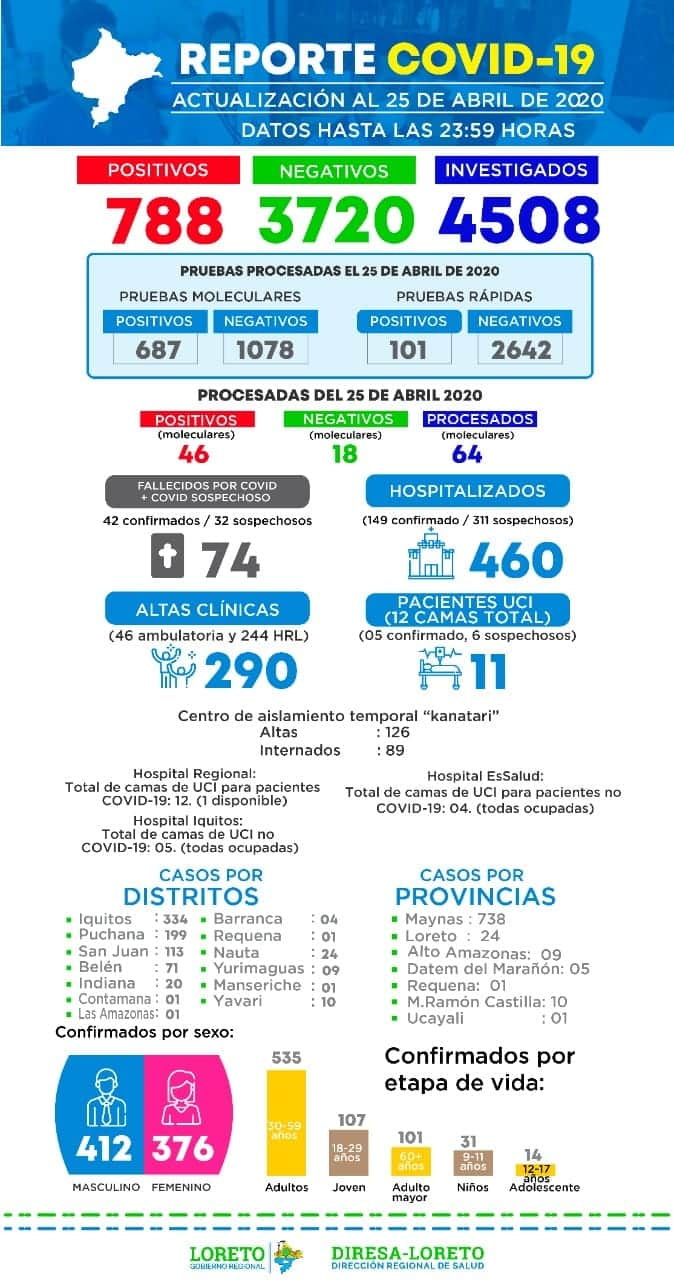 REPORTE COVID-19
ACTUALIZACIÓN AL 25 DE ABRIL DE 2020
DATOS HASTA LAS 23:59 HORAS
POSITIVOS NEGATIVOS INVESTIGADOS
788 3720 4508
PRUEBAS PROCESADAS EL 25 DE ABRIL DE 2020
PRUEBAS MOLECULARES PRUEBAS RÁPIDAS
POSITIVOS NEGATIVOS POSITIVOS NEGATIVOS
687 1078 101 2642
PROCESADAS DEL 25 DE ABRIL 2020
POSITIVOS NEGATIVOS PROCESADOS
(moleculares) (moleculares) (moleculares)
46 18 64
FALLECIDOS POR COVID
+ COVID SOSPECHOSO
42 confirmados / 32 sospechosos
74
HOSPITALIZADOS
(149 confirmado / 311 sospechosos)
460
ALTAS CLÍNICAS
(46 ambulatoria y 244 HRL)
290
PACIENTES UCI
(12 CAMAS TOTAL)
(05 confirmado, 6 sospechosos)
11
Centro de aislamiento temporal “kanatari”
Altas : 126
Internados : 89
Hospital Regional:
Total de camas de UCI para pacientes
COVID-19: 12. (1 disponible)
Hospital Iquitos:
Total de camas de UCI no
COVID-19: 05. (todas ocupadas)
Hospital EsSalud:
Total de camas de UCI para pacientes no
COVID-19: 04. (todas ocupadas)
CASOS POR
DISTRITOS
Iquitos : 334
Puchana : 199
San Juan : 113
Belén : 71
Indiana : 20
Contamana : 01
Las Amazonas: 01
Barranca : 04
Requena : 01
Nauta : 24
Yurimaguas : 09
Manseriche : 01
Yavari : 10
CASOS POR
PROVINCIAS
Maynas : 738
Loreto : 24
Alto Amazonas: 09
Datem del Marañón: 05
Requena: 01
M.Ramón Castilla: 10
Ucayali : 01
Confirmados por sexo:
412 376
MASCULINO FEMENINO
Confirmados por
etapa de vida:
535
30-59
años
Adultos
107
18-29
años
Joven
101
60+
años
Adulto
mayor
31
9-11
años
Niños
14
12-17
años
Adolescente
LORETO
GOBIERNO REGIONAL
DIRESA-LORETO
DIRECCIÓN REGIONAL DE SALUD